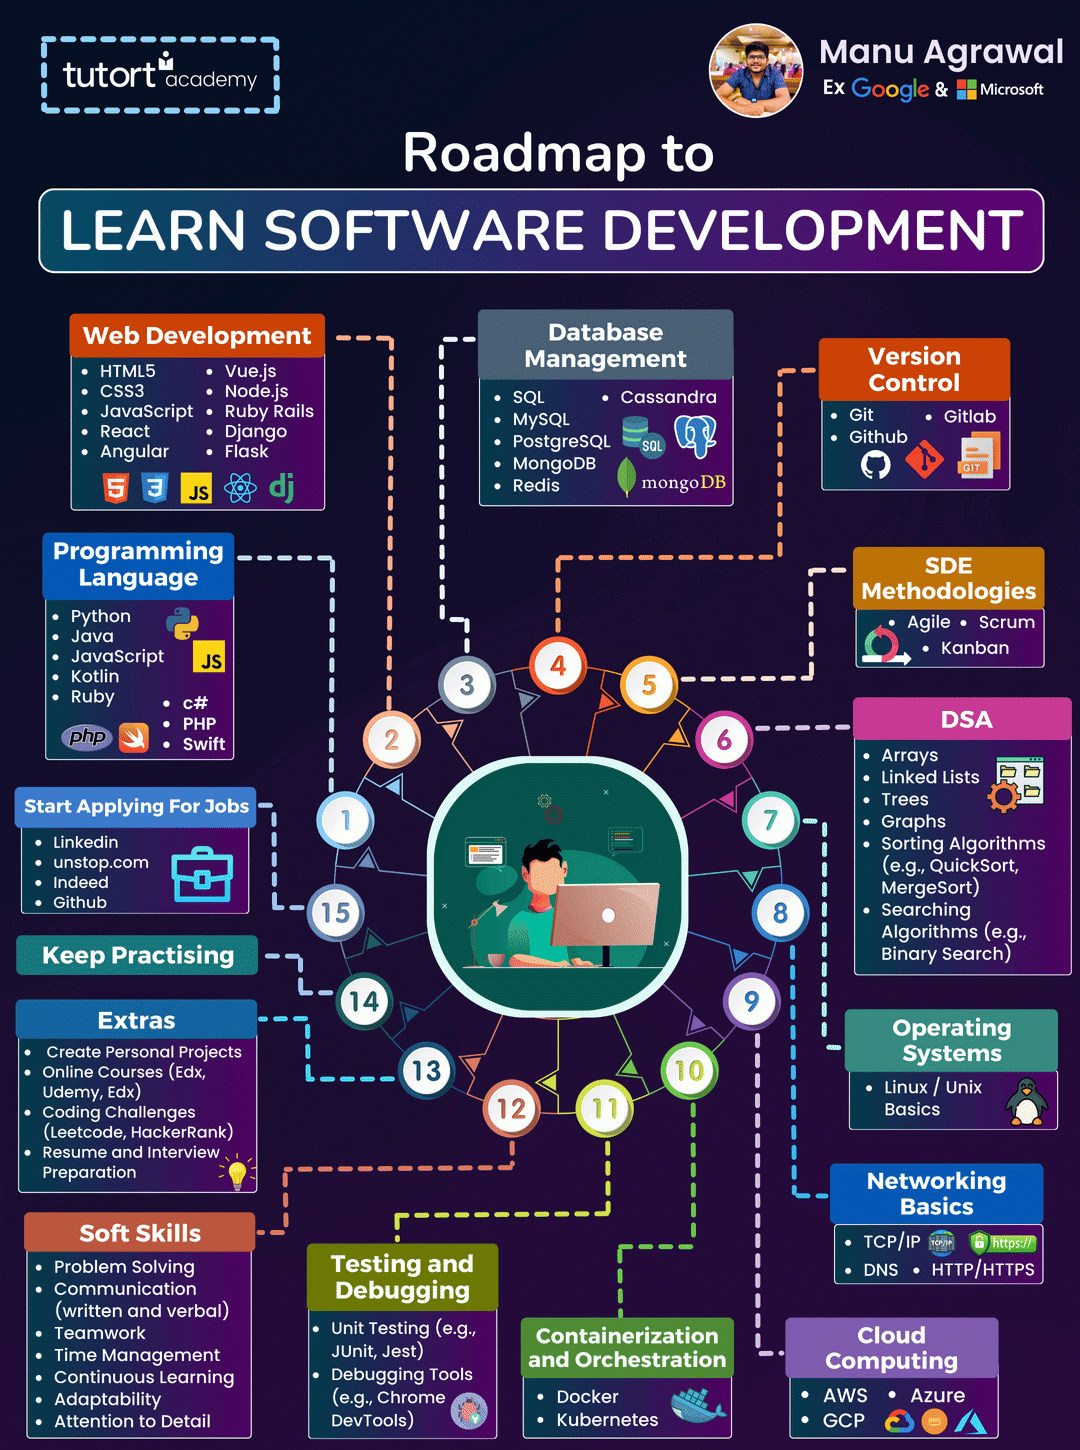 tutort academy
Manu Agrawal
Ex Google & Microsoft
Roadmap to
LEARN SOFTWARE DEVELOPMENT
Web Development
HTML5
CSS3
JavaScript
React
Angular
Vue.js
Node.js
Ruby Rails
Django
Flask
5
3
JS
dj
Database
Management
SQL
MySQL
PostgreSQL
MongoDB
Redis
Cassandra
SQL
mongoDB
Version
Control
Git
Github
Gitlab
GIT
Programming
Language
Python
Java
JavaScript
Kotlin
Ruby
c#
PHP
Swift
JS
php
SDE
Methodologies
Agile
Scrum
Kanban
DSA
Arrays
Linked Lists
Trees
Graphs
Sorting Algorithms
(e.g., QuickSort,
MergeSort)
Searching
Algorithms (e.g.,
Binary Search)
1
2
3
4
5
6
7
8
9
10
11
12
13
14
15
Start Applying For Jobs
Linkedin
unstop.com
Indeed
Github
Keep Practising
Extras
Create Personal Projects
Online Courses (Edx,
Udemy, Edx)
Coding Challenges
(Leetcode, HackerRank)
Resume and Interview
Preparation
Operating
Systems
Linux / Unix
Basics
Networking
Basics
TCP/IP
TCP/IP
https://
DNS
HTTP/HTTPS
Soft Skills
Problem Solving
Communication
(written and verbal)
Teamwork
Time Management
Continuous Learning
Adaptability
Attention to Detail
Testing and
Debugging
Unit Testing (e.g.,
JUnit, Jest)
Debugging Tools
(e.g., Chrome
DevTools)
Containerization
and Orchestration
Docker
Kubernetes
Cloud
Computing
AWS
Azure
GCP